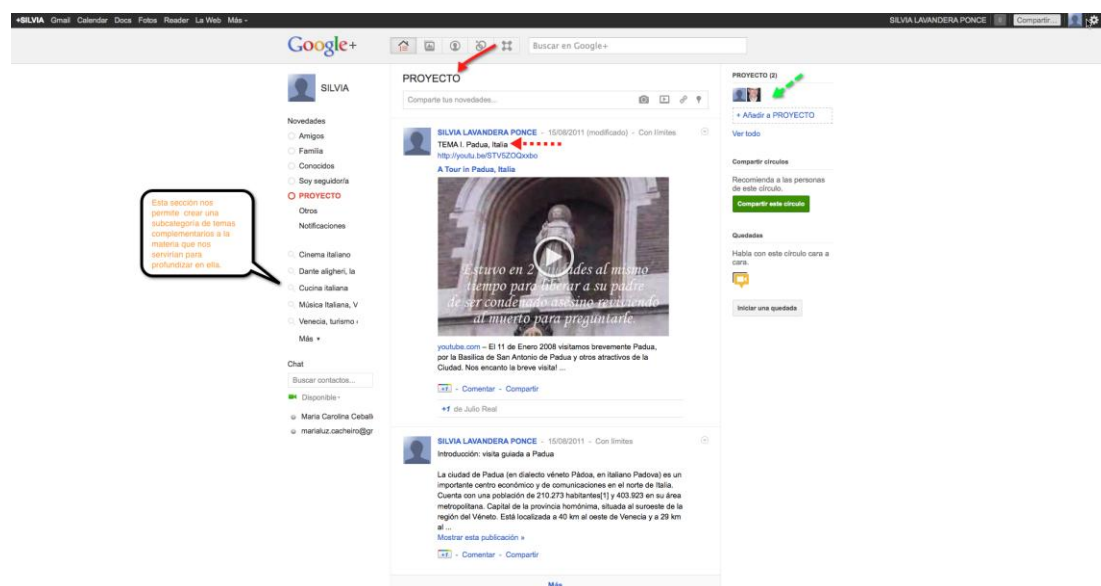 +SILVIA Gmail Calendar Docs Fotos Reader La Web Más
SILVIA LAVANDERA PONCE Compartir...
Google+
Buscar en Google+
SILVIA
Novedades
Amigos
Familia
Conocidos
Soy seguidor/a
PROYECTO
Otros
Notificaciones
Cinema italiano
Dante aligheri, la
Cucina italiana
Música Italiana, V
Venecia, turismo
Más
Chat
Buscar contactos...
Disponible
Maria Carolina Ceballi
marialuz.cacheiro@gr
Esta sección nos
permite crear una
subcategoría de temas
complementarios a la
materia que nos
servirían para
profundizar en ella.
PROYECTO
Comparte tus novedades...
SILVIA LAVANDERA PONCE - 15/08/2011 (modificado) - Con límites
TEMA I. Padua, Italia
http://youtu.be/STV5ZOQxxbo
A Tour in Padua, Italia
Estuvo en 2 ciudades al mismo
tiempo para liberar a su padre
de ser condenado asesino reviviendo
al muerto para preguntarle.
youtube.com – El 11 de Enero 2008 visitamos brevemente Padua,
por la Basilica de San Antonio de Padua y otros atractivos de la
Ciudad. Nos encanto la breve visita! ...
+1 - Comentar - Compartir
+1 de Julio Real
SILVIA LAVANDERA PONCE - 15/08/2011 - Con límites
Introducción: visita guiada a Padua
La ciudad de Padua (en dialecto véneto Pàdoa, en italiano Padova) es un
importante centro económico y de comunicaciones en el norte de Italia.
Cuenta con una población de 210.273 habitantes[1] y 403.923 en su área
metropolitana. Capital de la provincia homónima, situada al suroeste de la
región del Véneto. Está localizada a 40 km al oeste de Venecia y a 29 km
al ...
Mostrar esta publicación »
+1 - Comentar - Compartir
Más
PROYECTO (2)
+ Añadir a PROYECTO
Ver todo
Compartir círculos
Recomienda a las personas
de este círculo.
Compartir este círculo
Quedadas
Habla con este círculo cara a
cara.
Iniciar una quedada